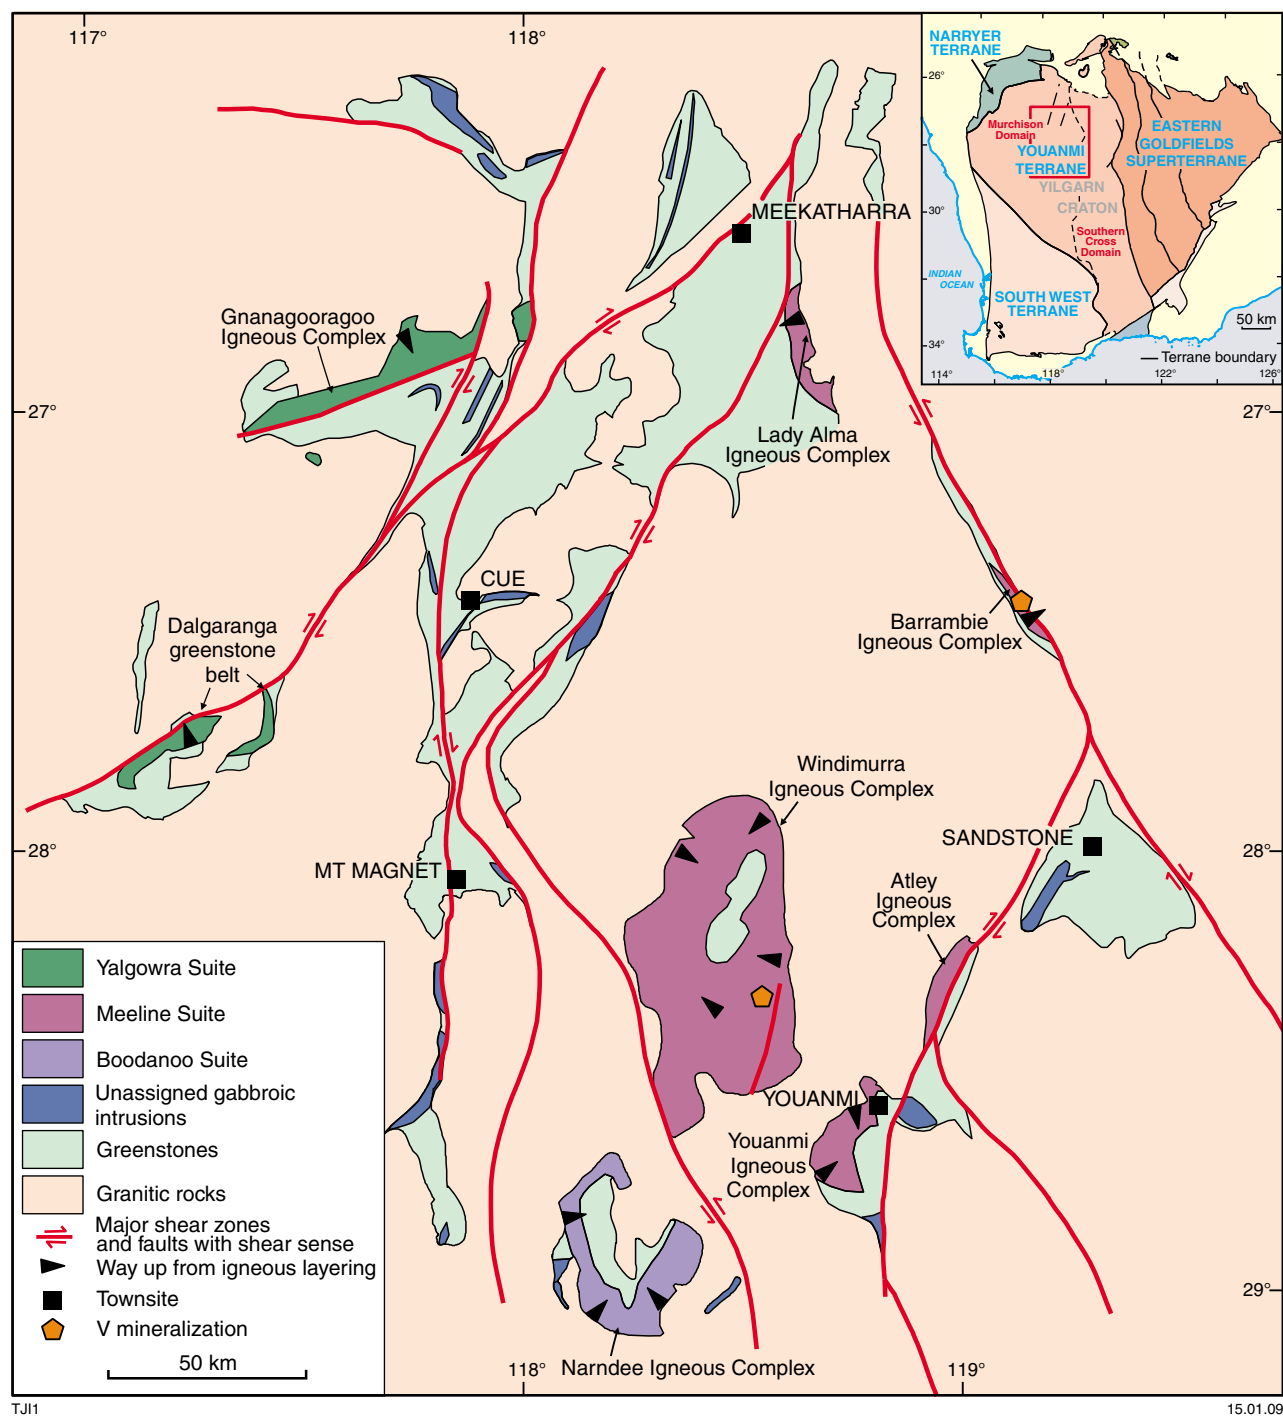 117°
118°
NARRYER
TERRANE
26°
Murchison
Domain
YOUANMI
TERRANE
EASTERN
GOLDFIELDS
SUPERTERRANE
YILGARN
CRATON
30°
Southern
Cross
Domain
INDIAN
OCEAN
SOUTH WEST
TERRANE
50 km
34°
Terrane boundary
114°
118°
122°
126°
MEEKATHARRA
Gnanagooragoo
Igneous Complex
27°
27°
Lady Alma
Igneous Complex
CUE
Barrambie
Igneous Complex
Dalgaranga
greenstone
belt
Windimurra
Igneous Complex
SANDSTONE
28°
28°
MT MAGNET
Atley
Igneous
Complex
YOUANMI
Youanmi
Igneous
Complex
Yalgowra Suite
Meeline Suite
Boodanoo Suite
Unassigned gabbroic
intrusions
Greenstones
Granitic rocks
Major shear zones
and faults with shear sense
Way up from igneous layering
Townsite
V mineralization
50 km
29°
118°
119°
Narndee Igneous Complex
TJI1
15.01.09